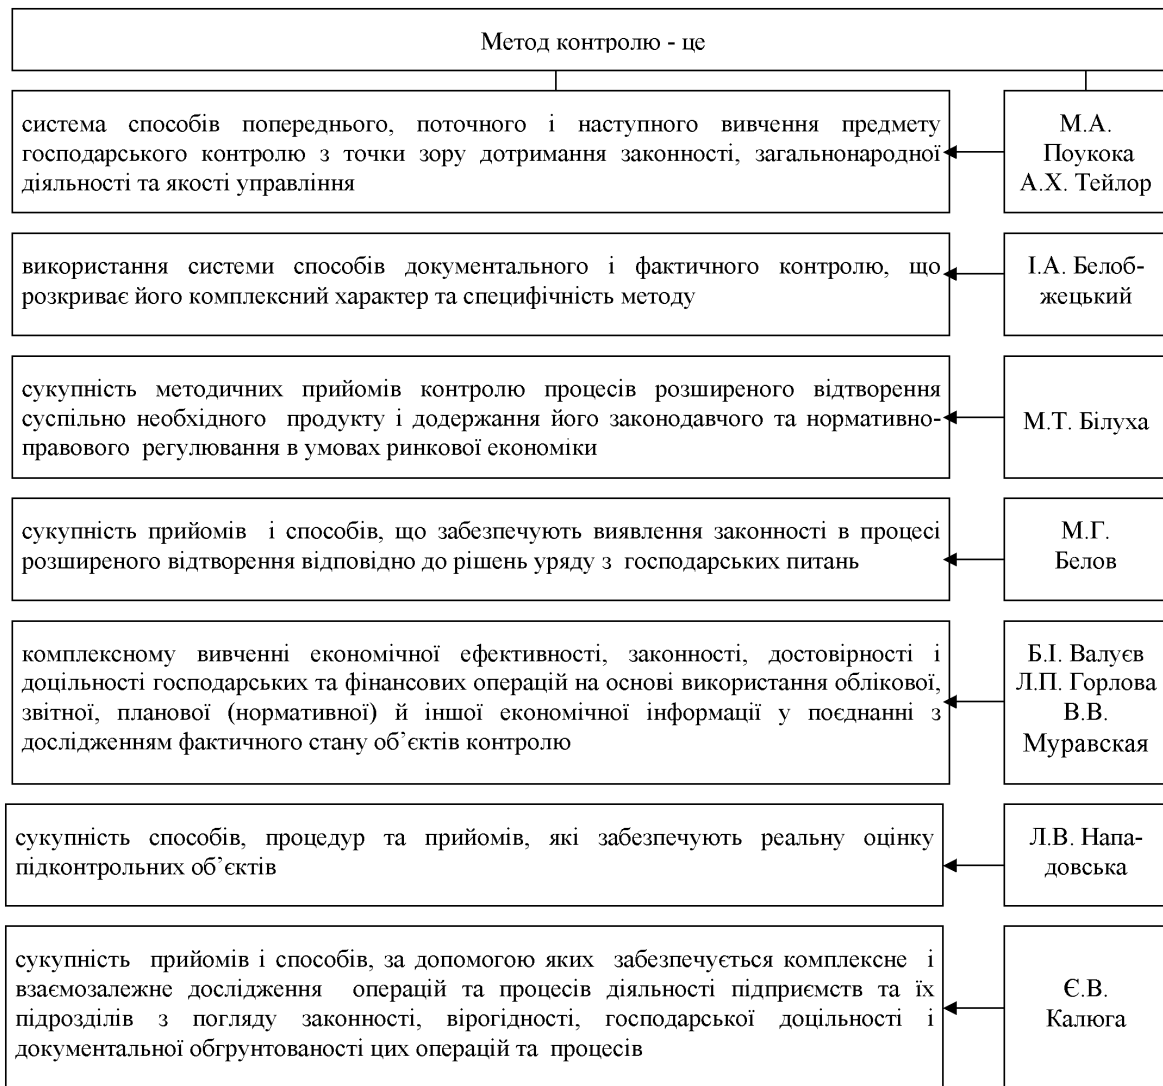 Метод контролю - це
система способів попереднього, поточного і наступного вивчення предмету
господарського контролю з точки зору дотримання законності, загальнонародної
діяльності та якості управління
М.А.
Поукока
А.Х. Тейлор
використання системи способів документального і фактичного контролю, що
розкриває його комплексний характер та специфічність методу
І.А. Белоб-
жецький
сукупність методичних прийомів контролю процесів розширеного відтворення
суспільно необхідного продукту і додержання його законодавчого та нормативно-
правового регулювання в умовах ринкової економіки
М.Т. Білуха
сукупність прийомів і способів, що забезпечують виявлення законності в процесі
розширеного відтворення відповідно до рішень уряду з господарських питань
М.Г.
Белов
комплексному вивченні економічної ефективності, законності, достовірності і
доцільності господарських та фінансових операцій на основі використання облікової,
звітної, планової (нормативної) й іншої економічної інформації у поєднанні з
дослідженням фактичного стану об’єктів контролю
Б.І. Валуєв
Л.П. Горлова
В.В.
Муравская
сукупність способів, процедур та прийомів, які забезпечують реальну оцінку
підконтрольних об’єктів
Л.В. Напа-
довська
сукупність прийомів і способів, за допомогою яких забезпечується комплексне і
взаємозалежне дослідження операцій та процесів діяльності підприємств та їх
підрозділів з погляду законності, вірогідності, господарської доцільності і
документальної обгрунтованості цих операцій та процесів
Є.В.
Калюга